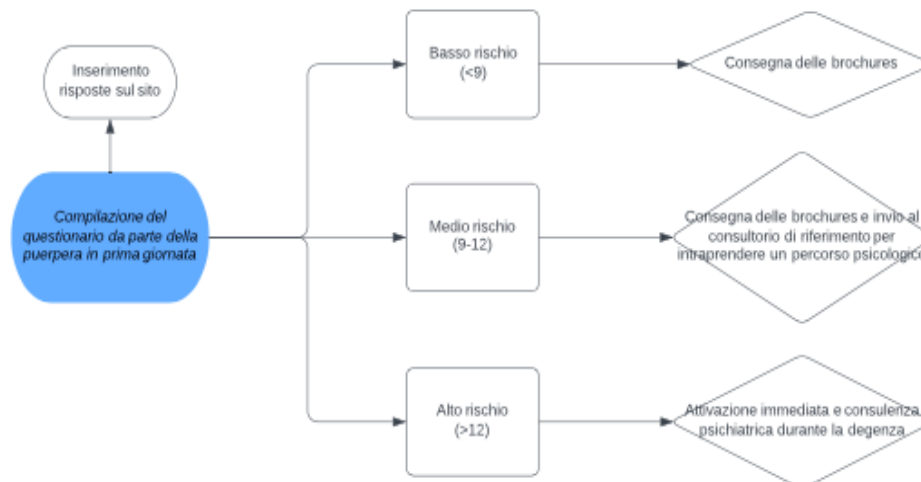 Inserimento
risposte sul sito
Compilazione del
questionario da parte della
puerpera in prima giornata
Basso rischio
(<9)
Consegna delle brochures
Medio rischio
(9-12)
Consegna delle brochures e invio al
consultorio di riferimento per
intraprendere un percorso psicologico
Alto rischio
(>12)
Attivazione immediata e consulenza
psichiatrica durante la degenza